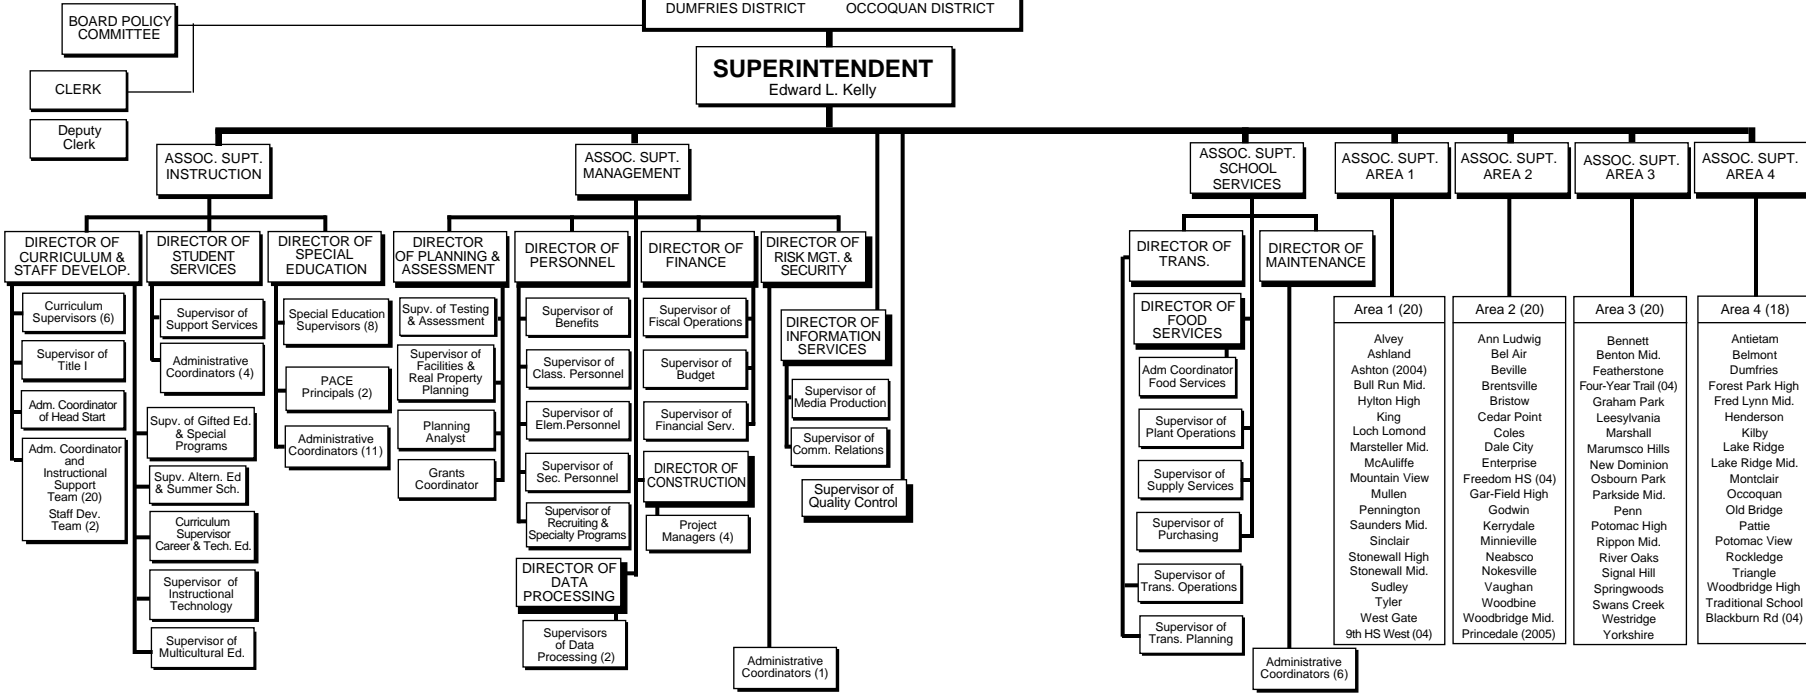 DUMFRIES DISTRICT OCCOQUAN DISTRICT
BOARD POLICY
COMMITTEE
CLERK
Deputy
Clerk
SUPERINTENDENT
Edward L. Kelly
ASSOC. SUPT.
INSTRUCTION
ASSOC. SUPT.
MANAGEMENT
ASSOC. SUPT.
SCHOOL
SERVICES
ASSOC. SUPT.
AREA 1
ASSOC. SUPT.
AREA 2
ASSOC. SUPT.
AREA 3
ASSOC. SUPT.
AREA 4
DIRECTOR OF
CURRICULUM &
STAFF DEVELOP.
Curriculum
Supervisors (6)
Supervisor of
Title I
Adm. Coordinator
of Head Start
Adm. Coordinator
and
Instructional
Support
Team (20)
Staff Dev.
Team (2)
Supv. of Gifted Ed.
& Special
Programs
Supv. Altern. Ed
& Summer Sch.
Curriculum
Supervisor
Career & Tech. Ed.
Supervisor of
Instructional
Technology
Supervisor of
Multicultural Ed.
DIRECTOR OF
STUDENT
SERVICES
Supervisor of
Support Services
Administrative
Coordinators (4)
DIRECTOR OF
SPECIAL
EDUCATION
Special Education
Supervisors (8)
PACE
Principals (2)
Administrative
Coordinators (11)
DIRECTOR
OF PLANNING &
ASSESSMENT
Supv. of Testing
& Assessment
Supervisor of
Facilities &
Real Property
Planning
Planning
Analyst
Grants
Coordinator
DIRECTOR OF
PERSONNEL
Supervisor of
Benefits
Supervisor of
Class. Personnel
Supervisor of
Elem.Personnel
Supervisor of
Sec. Personnel
Supervisor of
Recruiting &
Specialty Programs
DIRECTOR OF
DATA
PROCESSING
Supervisors
of Data
Processing (2)
DIRECTOR OF
FINANCE
Supervisor of
Fiscal Operations
Supervisor of
Budget
Supervisor of
Financial Serv.
DIRECTOR OF
CONSTRUCTION
Project
Managers (4)
DIRECTOR OF
RISK MGT. &
SECURITY
Administrative
Coordinators (1)
DIRECTOR OF
INFORMATION
SERVICES
Supervisor of
Media Production
Supervisor of
Comm. Relations
Supervisor of
Quality Control
DIRECTOR OF
TRANS.
DIRECTOR OF
FOOD
SERVICES
Adm Coordinator
Food Services
Supervisor of
Plant Operations
Supervisor of
Supply Services
Supervisor of
Purchasing
Supervisor of
Trans. Operations
Supervisor of
Trans. Planning
DIRECTOR OF
MAINTENANCE
Administrative
Coordinators (6)
Area 1 (20)
Alvey
Ashland
Ashton (2004)
Bull Run Mid.
Hylton High
King
Loch Lomond
Marsteller Mid.
McAuliffe
Mountain View
Mullen
Pennington
Saunders Mid.
Sinclair
Stonewall High
Stonewall Mid.
Sudley
Tyler
West Gate
9th HS West (04)
Area 2 (20)
Ann Ludwig
Bel Air
Beville
Brentsville
Bristow
Cedar Point
Coles
Dale City
Enterprise
Freedom HS (04)
Gar-Field High
Godwin
Kerrydale
Minnieville
Neabsco
Nokesville
Vaughan
Woodbine
Woodbridge Mid.
Princedale (2005)
Area 3 (20)
Bennett
Benton Mid.
Featherstone
Four-Year Trail (04)
Graham Park
Leesylvania
Marshall
Marumsco Hills
New Dominion
Osbourn Park
Parkside Mid.
Penn
Potomac High
Rippon Mid.
River Oaks
Signal Hill
Springwoods
Swans Creek
Westridge
Yorkshire
Area 4 (18)
Antietam
Belmont
Dumfries
Forest Park High
Fred Lynn Mid.
Henderson
Kilby
Lake Ridge
Lake Ridge Mid.
Montclair
Occoquan
Old Bridge
Pattie
Potomac View
Rockledge
Triangle
Woodbridge High
Traditional School
Blackburn Rd (04)